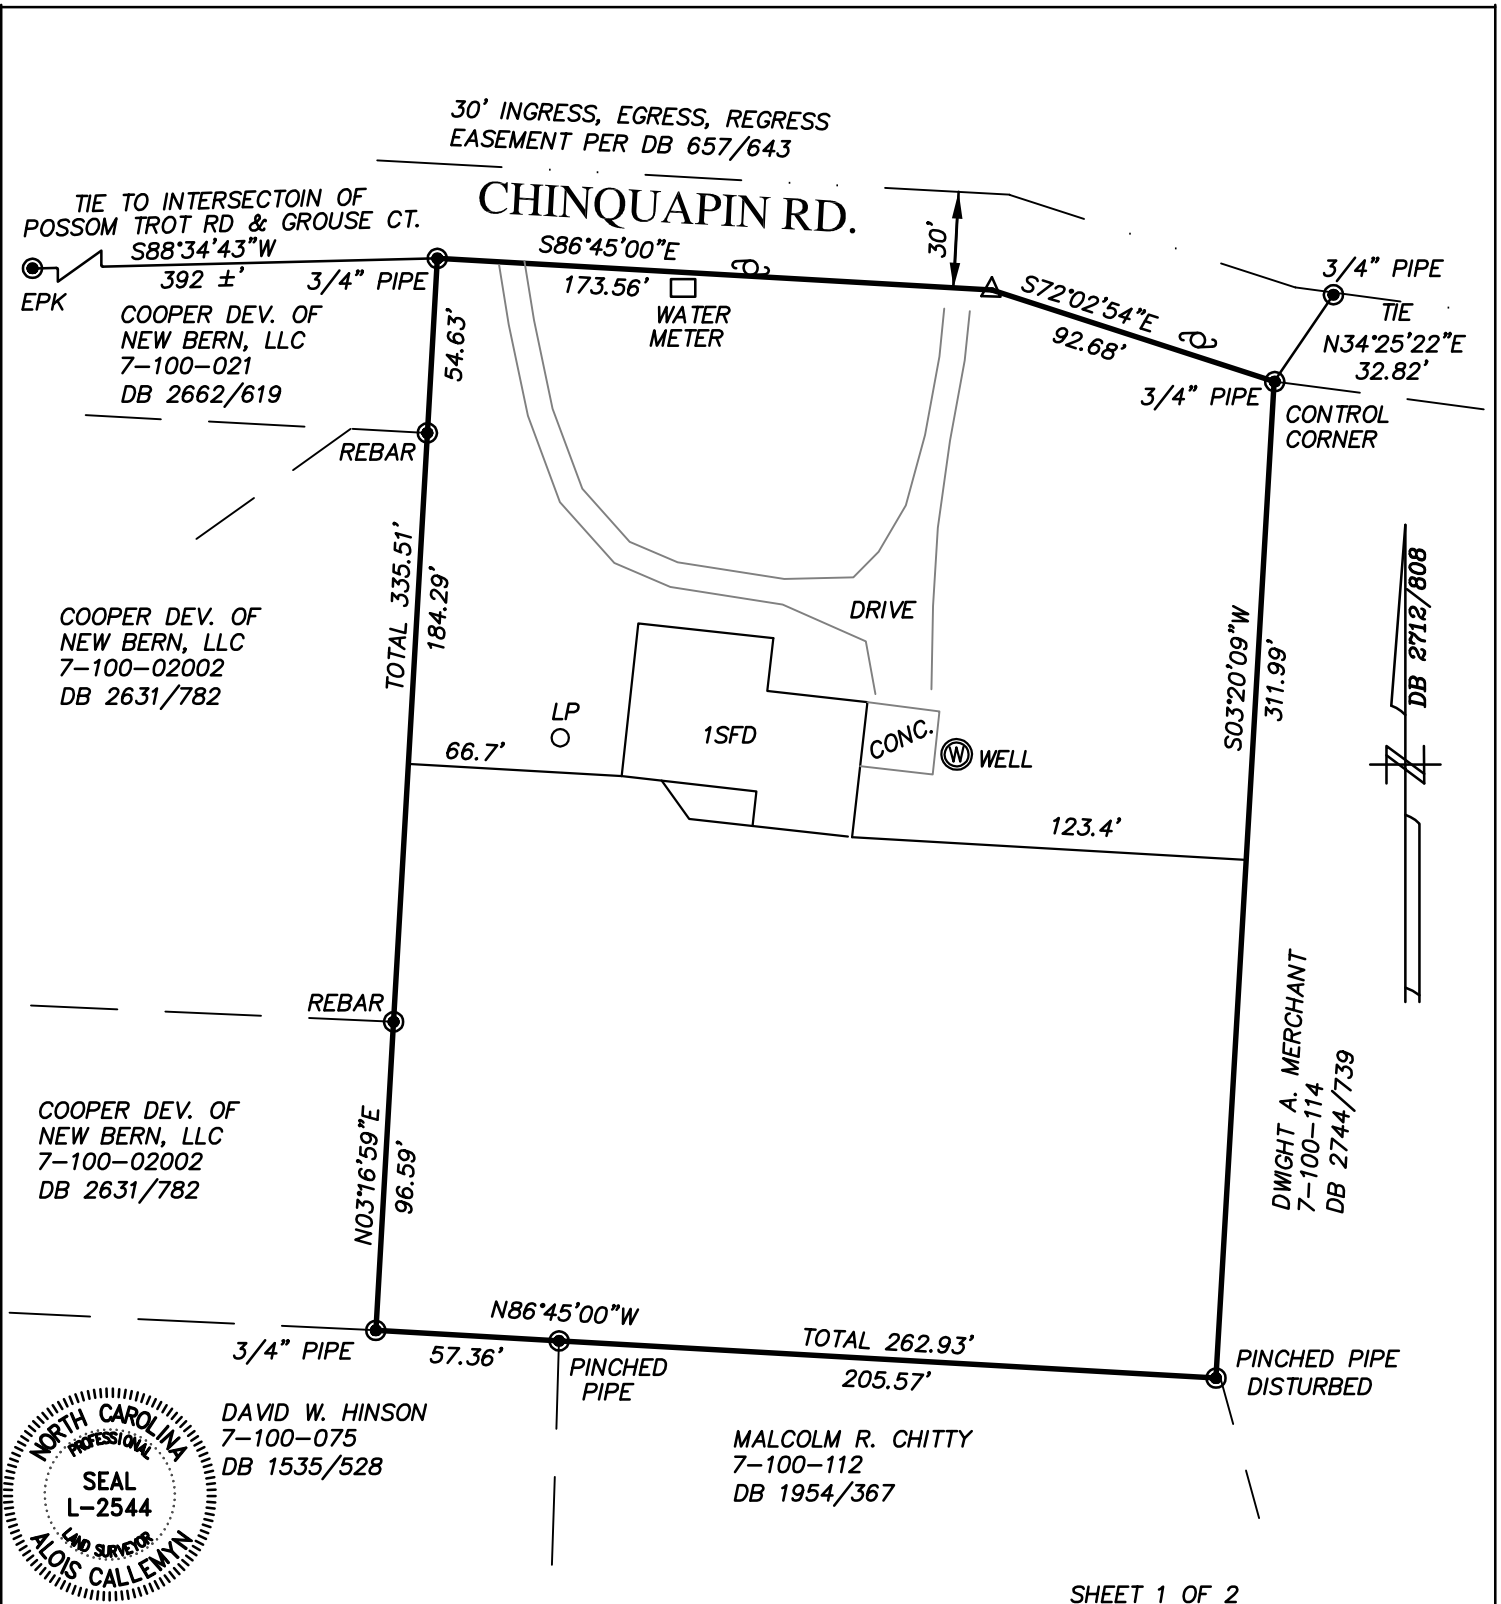 30' INGRESS, EGRESS, REGRESS
EASEMENT PER DB 657/643
CHINQUAPIN RD.
TIE TO INTERSECTOIN OF
POSSOM TROT RD & GROUSE CT.
S88°34'43"W
392 ±'
EPK
3/4" PIPE
S86°45'00"E
173.56'
WATER
METER
30'
S72°02'54"E
92.68'
3/4" PIPE
TIE
N34°25'22"E
32.82'
3/4" PIPE
CONTROL
CORNER
COOPER DEV. OF
NEW BERN, LLC
7-100-021
DB 2662/619
54.63'
REBAR
TOTAL 335.51'
184.29'
COOPER DEV. OF
NEW BERN, LLC
7-100-02002
DB 2631/782
DRIVE
LP
66.7'
1SFD
CONC.
W
WELL
123.4'
S03°20'09"W
311.99'
DB 2712/808
N
REBAR
COOPER DEV. OF
NEW BERN, LLC
7-100-02002
DB 2631/782
N03°16'59"E
96.59'
DWIGHT A. MERCHANT
7-100-114
DB 2744/739
3/4" PIPE
N86°45'00"W
57.36'
PINCHED
PIPE
TOTAL 262.93'
205.57'
PINCHED PIPE
DISTURBED
DAVID W. HINSON
7-100-075
DB 1535/528
MALCOLM R. CHITTY
7-100-112
DB 1954/367
NORTH CAROLINA
PROFESSIONAL
SEAL
L-2544
LAND SURVEYOR
ALOIS CALLEMYN
SHEET 1 OF 2